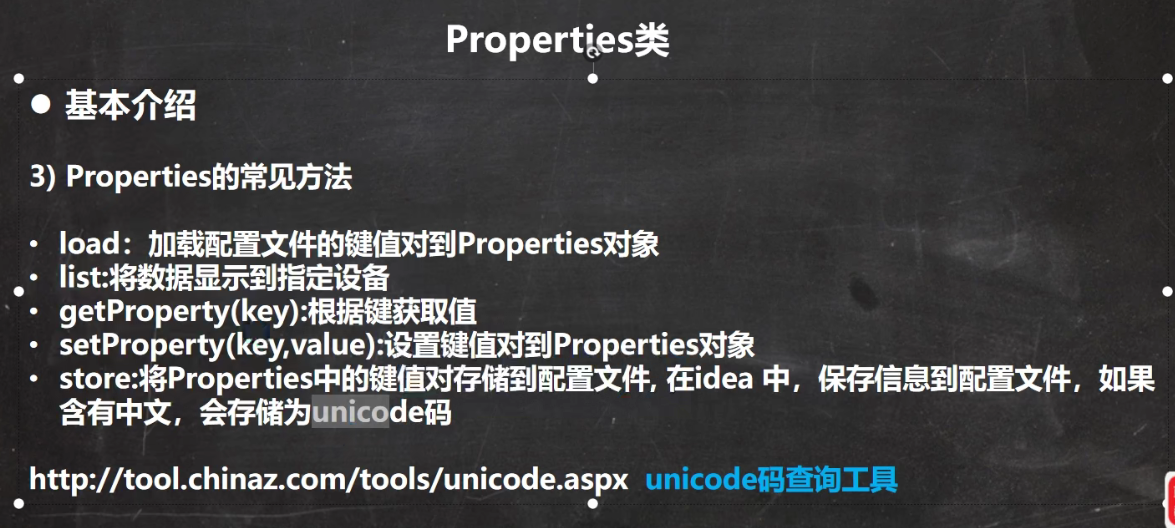 Properties类
● 基本介绍
3) Properties的常见方法
• load：加载配置文件的键值对到Properties对象
• list:将数据显示到指定设备
• getProperty(key):根据键获取值
• setProperty(key,value):设置键值对到Properties对象
• store:将Properties中的键值对存储到配置文件, 在idea 中，保存信息到配置文件，如果
含有中文，会存储为unicode码
http://tool.chinaz.com/tools/unicode.aspx unicode码查询工具